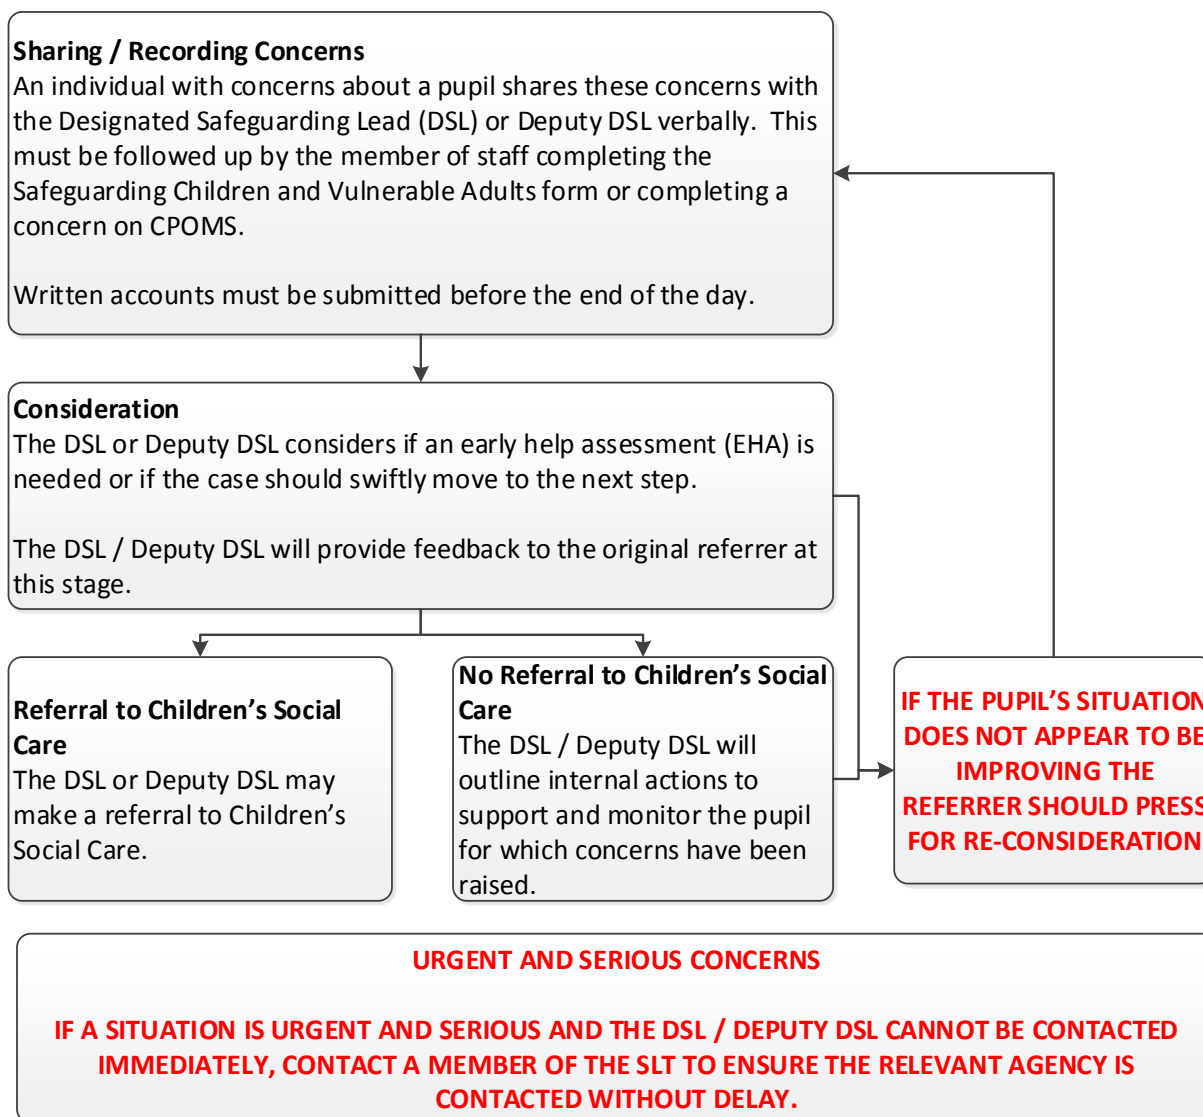 Sharing / Recording Concerns
An individual with concerns about a pupil shares these concerns with
the Designated Safeguarding Lead (DSL) or Deputy DSL verbally.  This
must be followed up by the member of staff completing the
Safeguarding Children and Vulnerable Adults form or completing a
concern on CPOMS.
Written accounts must be submitted before the end of the day.
Consideration
The DSL or Deputy DSL considers if an early help assessment (EHA) is
needed or if the case should swiftly move to the next step.
The DSL / Deputy DSL will provide feedback to the original referrer at
this stage.
Referral to Children’s Social
Care
The DSL or Deputy DSL may
make a referral to Children’s
Social Care.
No Referral to Children’s Social
Care
The DSL / Deputy DSL will
outline internal actions to
support and monitor the pupil
for which concerns have been
raised.
IF THE PUPIL’S SITUATION
DOES NOT APPEAR TO BE
IMPROVING THE
REFERRER SHOULD PRESS
FOR RE-CONSIDERATION
URGENT AND SERIOUS CONCERNS
IF A SITUATION IS URGENT AND SERIOUS AND THE DSL / DEPUTY DSL CANNOT BE CONTACTED
IMMEDIATELY, CONTACT A MEMBER OF THE SLT TO ENSURE THE RELEVANT AGENCY IS
CONTACTED WITHOUT DELAY.